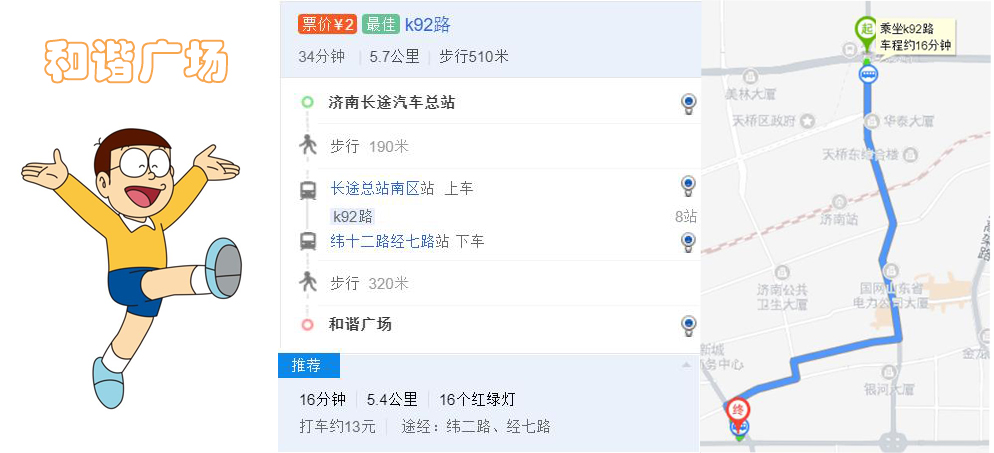 和谐广场
票价¥2 最佳 k92路
34分钟 5.7公里 步行510米
济南长途汽车总站
步行 190米
长途总站南区站 上车
k92路 8站
纬十二路经七路站 下车
步行 320米
和谐广场
推荐
16分钟 5.4公里 16个红绿灯
打车约13元 途经：纬二路、经七路
起
乘坐k92路
车程约16分钟
美林大厦
天桥区政府
华泰大厦
天桥东综合楼
济南站
高架路
济南公共
卫生大厦
国网山东省
电力公司大厦
新城
务中心
金龙
银河大厦
终